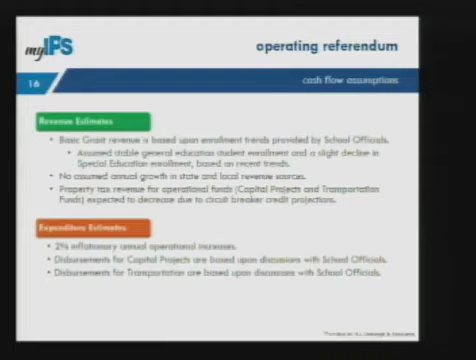 myIPS
operating referendum
16
cash flow assumptions
Revenue Estimates
• Basic Grant revenue is based upon enrollment trends provided by School Officials.
• Assumed stable general education student enrollment and a slight decline in
Special Education enrollment, based on recent trends.
• No assumed annual growth in state and local revenue sources.
• Property tax revenue for operational funds (Capital Projects and Transportation
Funds) expected to decrease due to circuit breaker credit projections.
Expenditure Estimates
• 2% inflationary annual operational increases.
• Disbursements for Capital Projects are based upon discussions with School Officials.
• Disbursements for Transportation are based upon discussions with School Officials.